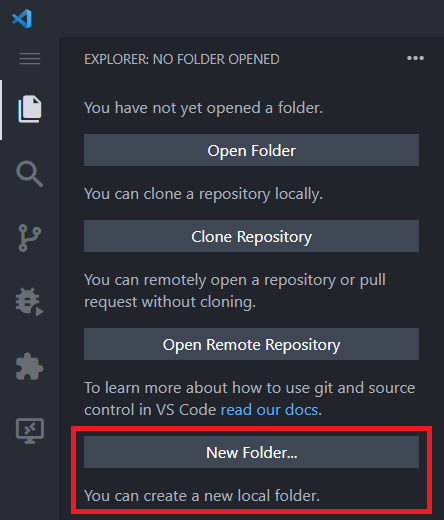 EXPLORER: NO FOLDER OPENED
You have not yet opened a folder.
Open Folder
You can clone a repository locally.
Clone Repository
You can remotely open a repository or pull
request without cloning.
Open Remote Repository
To learn more about how to use git and source
control in VS Code read our docs.
New Folder...
You can create a new local folder.